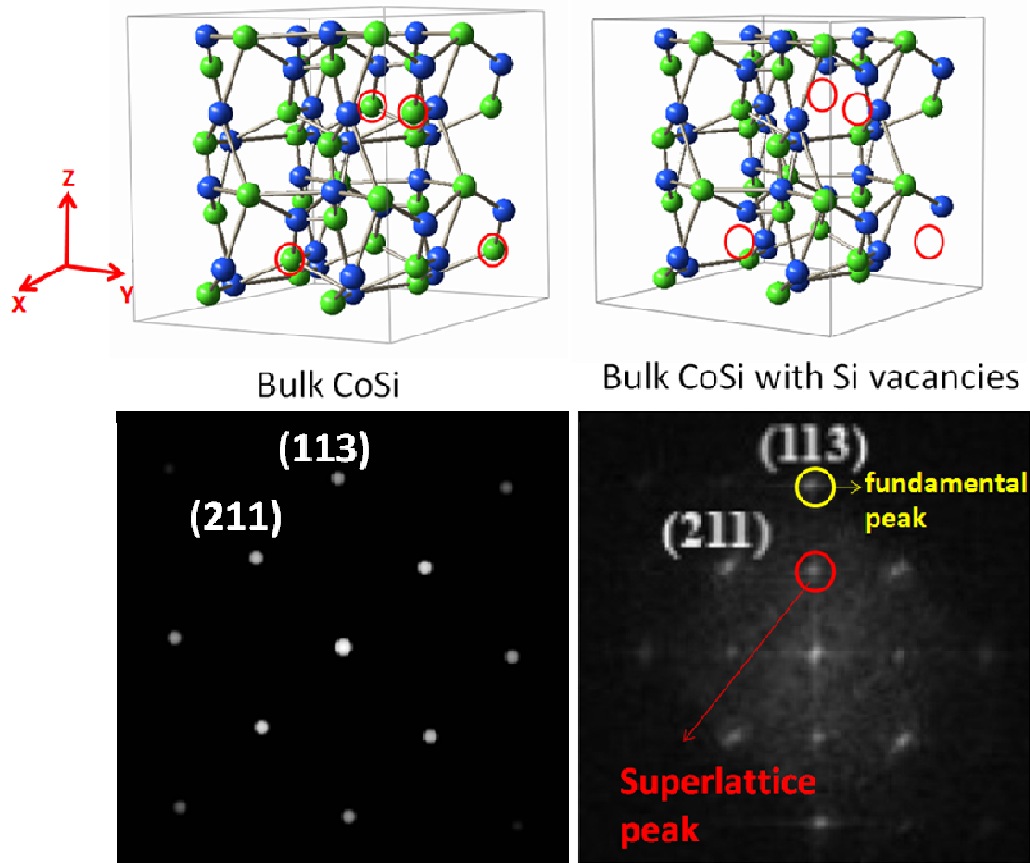 Z
X
Y
Bulk CoSi
Bulk CoSi with Si vacancies
(113)
(211)
(113)
fundamental
peak
(211)
Superlattice
peak